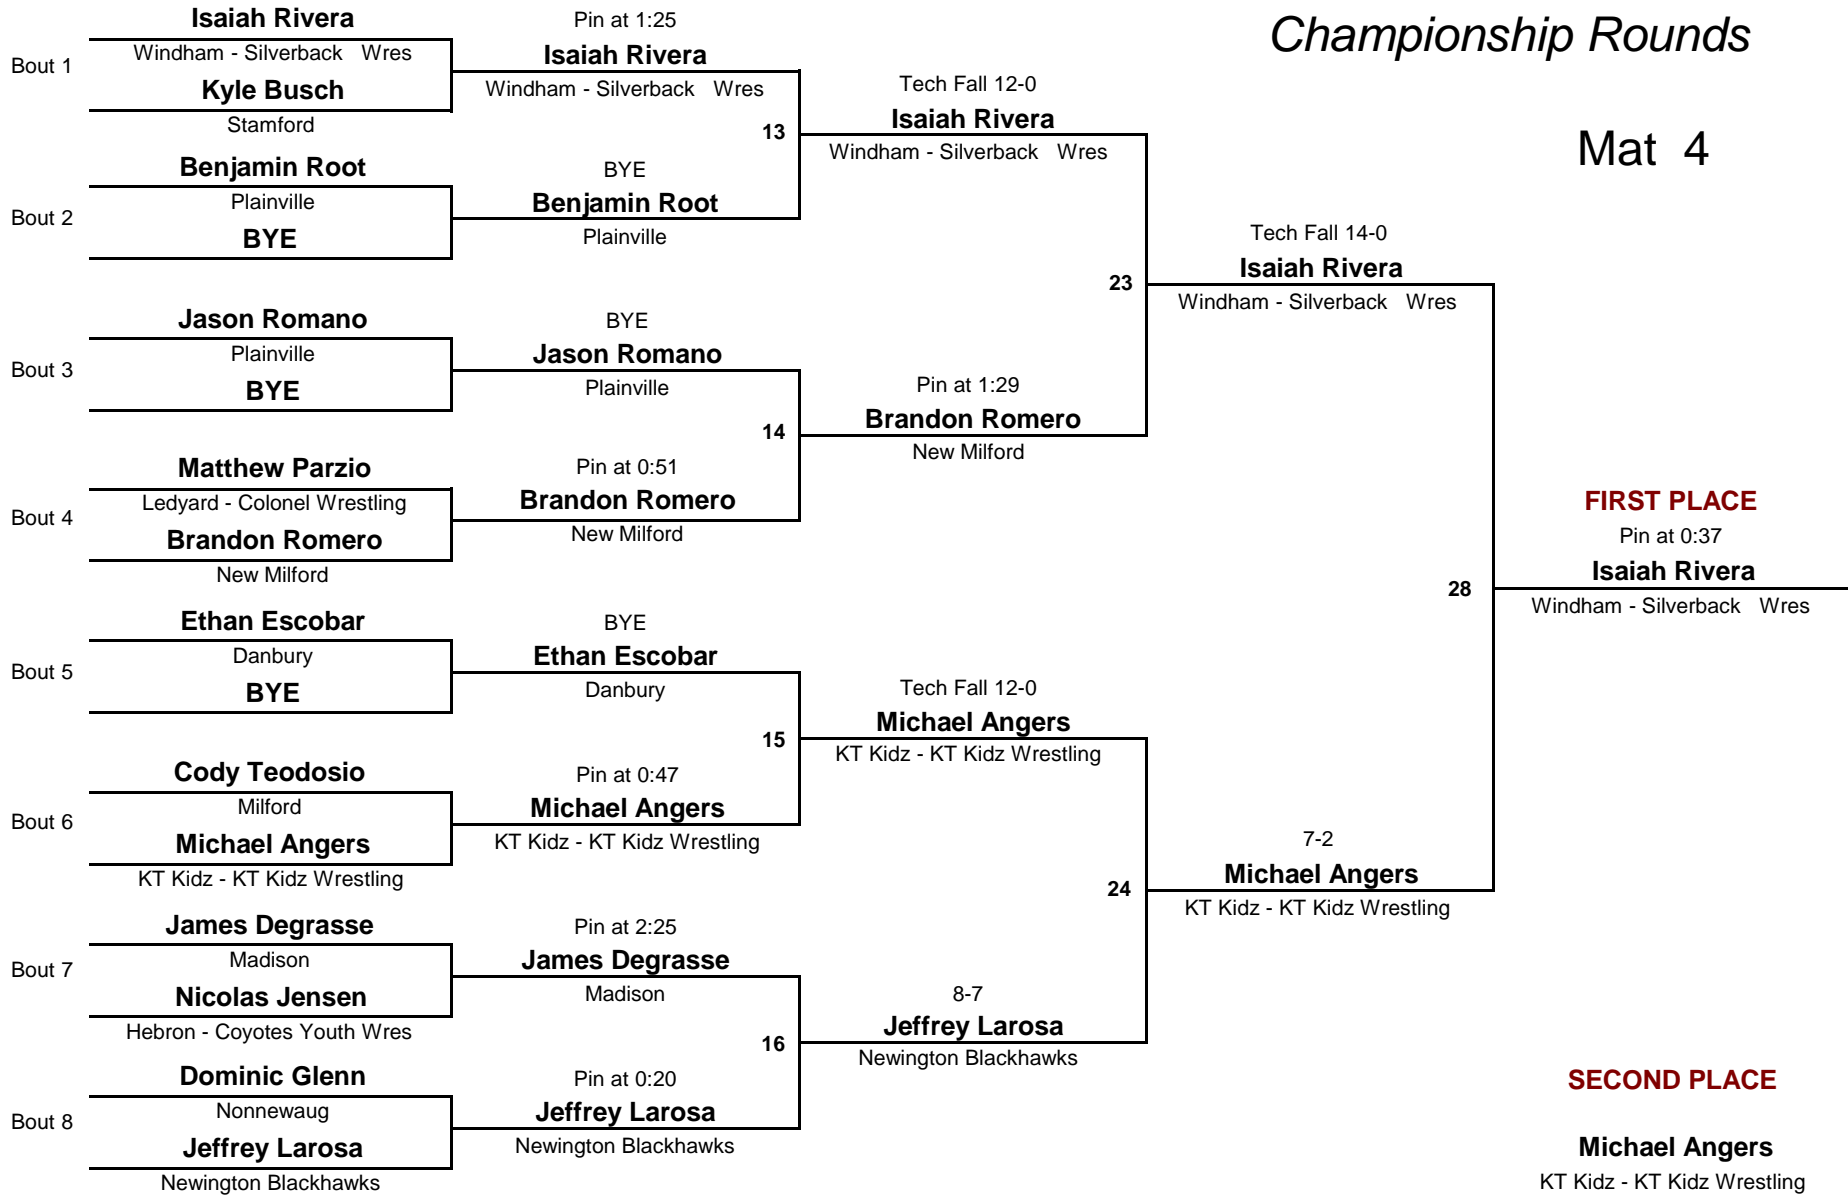 Championship Rounds
Mat 4
Bout 1
Isaiah Rivera
Windham - Silverback Wres
Kyle Busch
Stamford
Bout 2
Benjamin Root
Plainville
BYE
Bout 3
Jason Romano
Plainville
BYE
Bout 4
Matthew Parzio
Ledyard - Colonel Wrestling
Brandon Romero
New Milford
Bout 5
Ethan Escobar
Danbury
BYE
Bout 6
Cody Teodosio
Milford
Michael Angers
KT Kidz - KT Kidz Wrestling
Bout 7
James Degrasse
Madison
Nicolas Jensen
Hebron - Coyotes Youth Wres
Bout 8
Dominic Glenn
Nonnewaug
Jeffrey Larosa
Newington Blackhawks
Pin at 1:25
Isaiah Rivera
Windham - Silverback Wres
13
BYE
Benjamin Root
Plainville
BYE
Jason Romano
Plainville
14
Pin at 0:51
Brandon Romero
New Milford
BYE
Ethan Escobar
Danbury
15
Pin at 0:47
Michael Angers
KT Kidz - KT Kidz Wrestling
Pin at 2:25
James Degrasse
Madison
16
Pin at 0:20
Jeffrey Larosa
Newington Blackhawks
Tech Fall 12-0
Isaiah Rivera
Windham - Silverback Wres
23
Pin at 1:29
Brandon Romero
New Milford
Tech Fall 12-0
Michael Angers
KT Kidz - KT Kidz Wrestling
24
8-7
Jeffrey Larosa
Newington Blackhawks
Tech Fall 14-0
Isaiah Rivera
Windham - Silverback Wres
28
7-2
Michael Angers
KT Kidz - KT Kidz Wrestling
FIRST PLACE
Pin at 0:37
Isaiah Rivera
Windham - Silverback Wres
SECOND PLACE
Michael Angers
KT Kidz - KT Kidz Wrestling